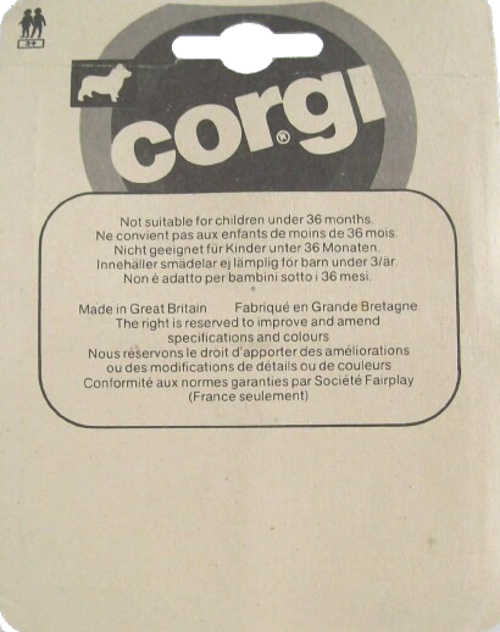 3+
corgi®
Not suitable for children under 36 months.
Ne convient pas aux enfants de moins de 36 mois.
Nicht geeignet für Kinder unter 36 Monaten.
Innehåller smådelar ej lämplig för barn under 3/år
Non è adatto per bambini sotto i 36 mesi.
Made in Great Britain Fabriqué en Grande Bretagne
The right is reserved to improve and amend
specifications and colours
Nous réservons le droit d'apporter des améliorations
ou des modifications de détails ou de couleurs
Conformité aux normes garanties par Société Fairplay
(France seulement)